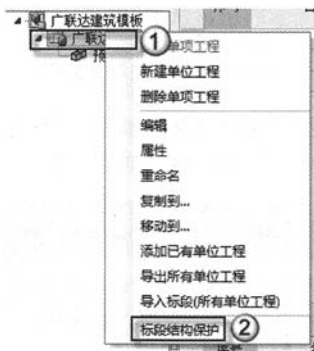 广联达建筑模板
广联达
①
单项工程
新建单位工程
删除单项工程
编辑
属性
重命名
复制到...
移动到...
添加已有单位工程
导出所有单位工程
导入标段(所有单位工程)
标段结构保护
②